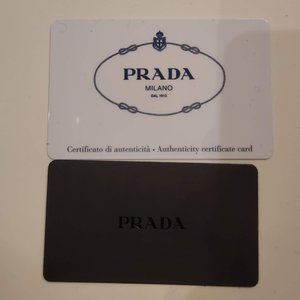 PRADA
MILANO
DAL 1913
Certificato di autenticità • Authenticity certificate card
PRADA